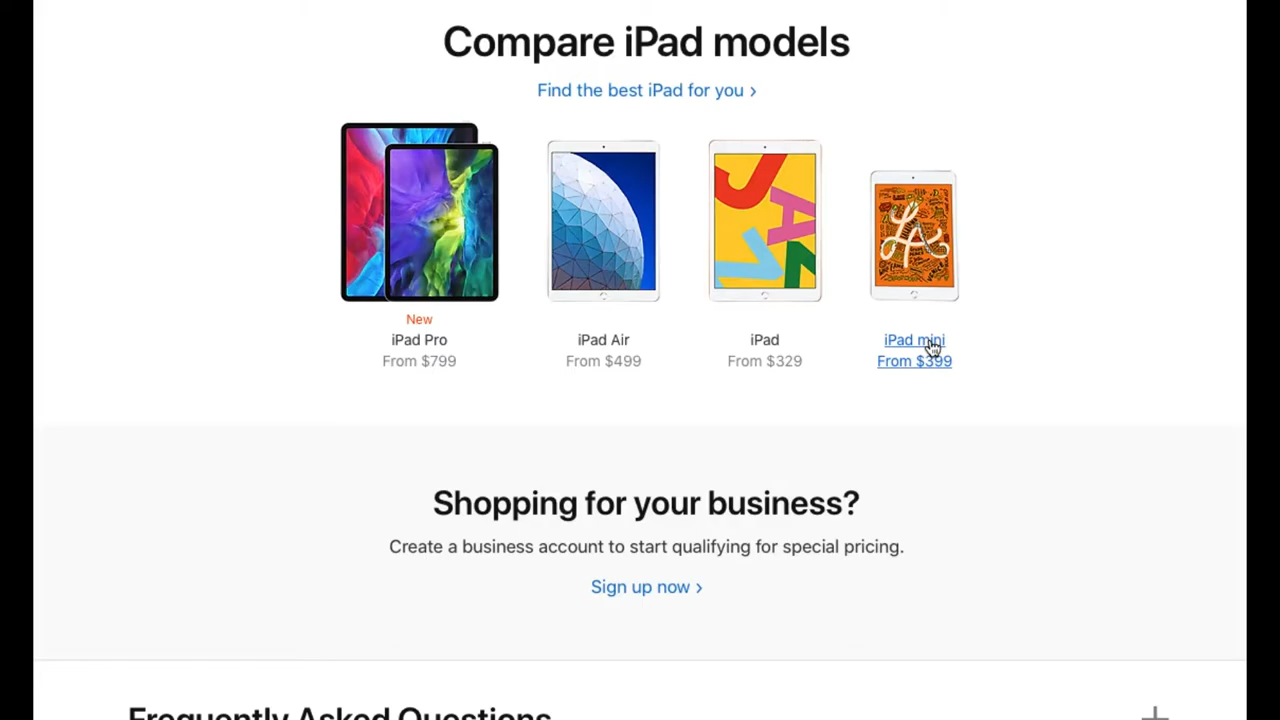 Compare iPad models
Find the best iPad for you ›
New
iPad Pro
From $799
iPad Air
From $499
iPad
From $329
iPad mini
From $399
Shopping for your business?
Create a business account to start qualifying for special pricing.
Sign up now ›
Frequently Asked Questions